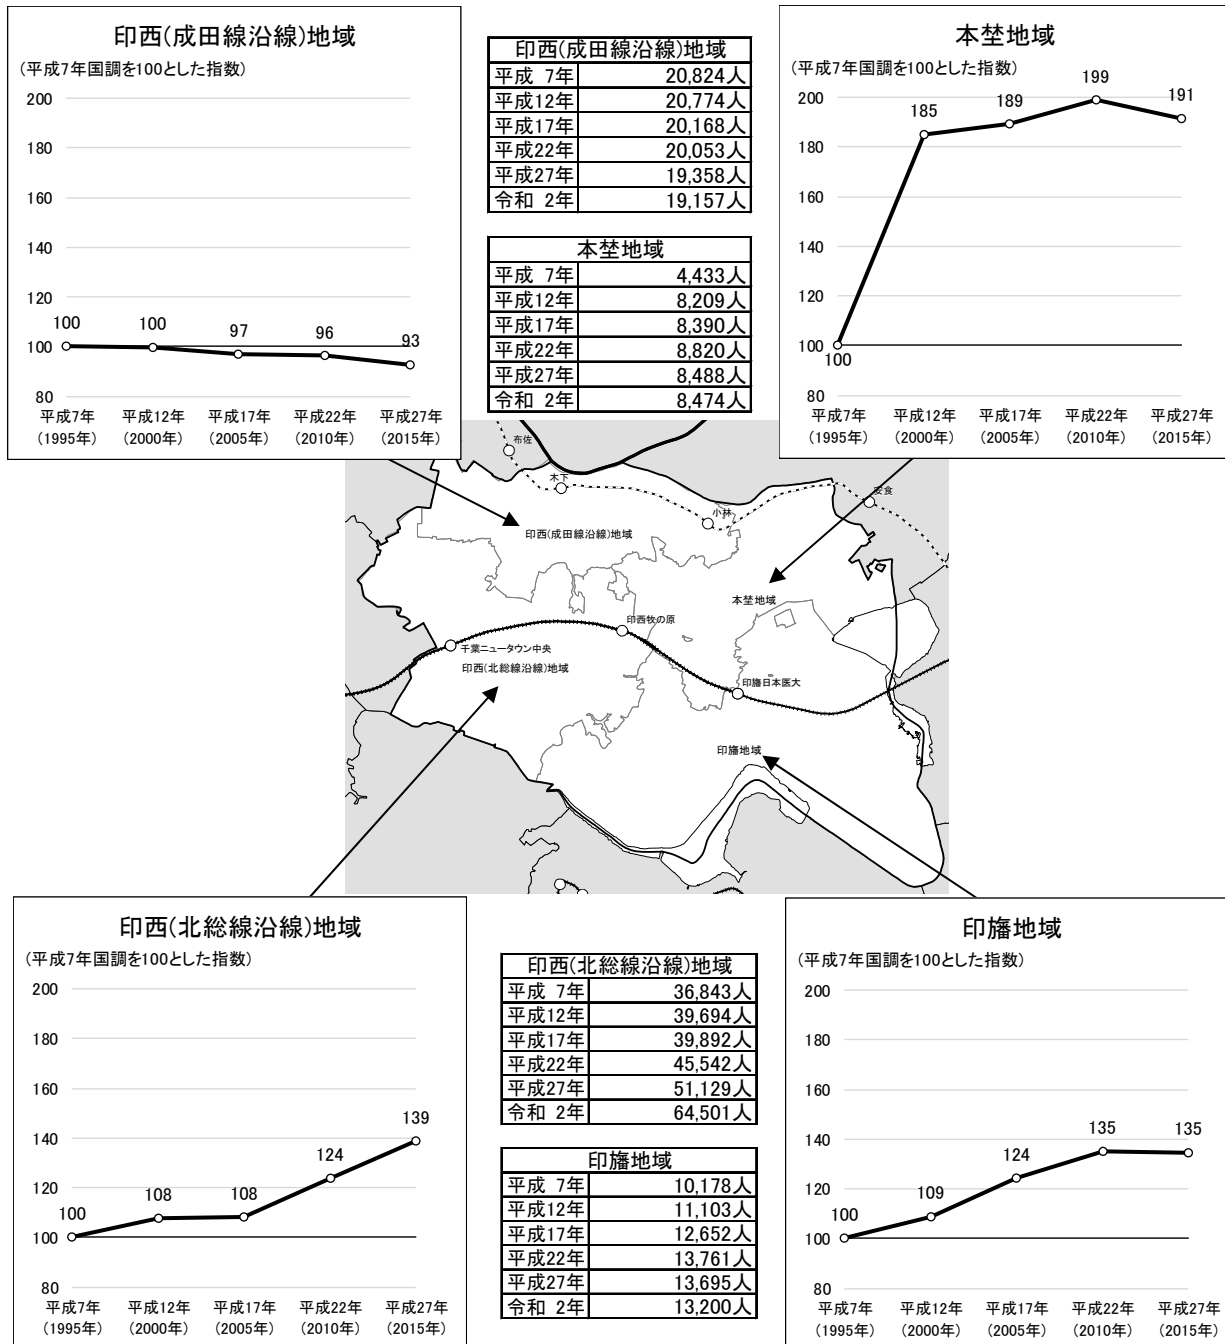 印西(成田線沿線)地域
(平成7年国調を100とした指数)
200
180
160
140
120
100
80
100
100
97
96
93
平成7年 平成12年 平成17年 平成22年 平成27年
(1995年) (2000年) (2005年) (2010年) (2015年)
印西(成田線沿線)地域
平成 7年 20,824人
平成12年 20,774人
平成17年 20,168人
平成22年 20,053人
平成27年 19,358人
令和 2年 19,157人
本埜地域
平成 7年 4,433人
平成12年 8,209人
平成17年 8,390人
平成22年 8,820人
平成27年 8,488人
令和 2年 8,474人
本埜地域
(平成7年国調を100とした指数)
200
180
160
140
120
100
80
100
185
189
199
191
平成7年 平成12年 平成17年 平成22年 平成27年
(1995年) (2000年) (2005年) (2010年) (2015年)
布佐
木下
安食
小林
印西(成田線沿線)地域
本埜地域
印西牧の原
千葉ニュータウン中央
印西(北総線沿線)地域
印旛日本医大
印旛地域
印西(北総線沿線)地域
(平成7年国調を100とした指数)
200
180
160
140
120
100
80
100
108
108
124
139
平成7年 平成12年 平成17年 平成22年 平成27年
(1995年) (2000年) (2005年) (2010年) (2015年)
印西(北総線沿線)地域
平成 7年 36,843人
平成12年 39,694人
平成17年 39,892人
平成22年 45,542人
平成27年 51,129人
令和 2年 64,501人
印旛地域
平成 7年 10,178人
平成12年 11,103人
平成17年 12,652人
平成22年 13,761人
平成27年 13,695人
令和 2年 13,200人
印旛地域
(平成7年国調を100とした指数)
200
180
160
140
120
100
80
100
109
124
135
135
平成7年 平成12年 平成17年 平成22年 平成27年
(1995年) (2000年) (2005年) (2010年) (2015年)